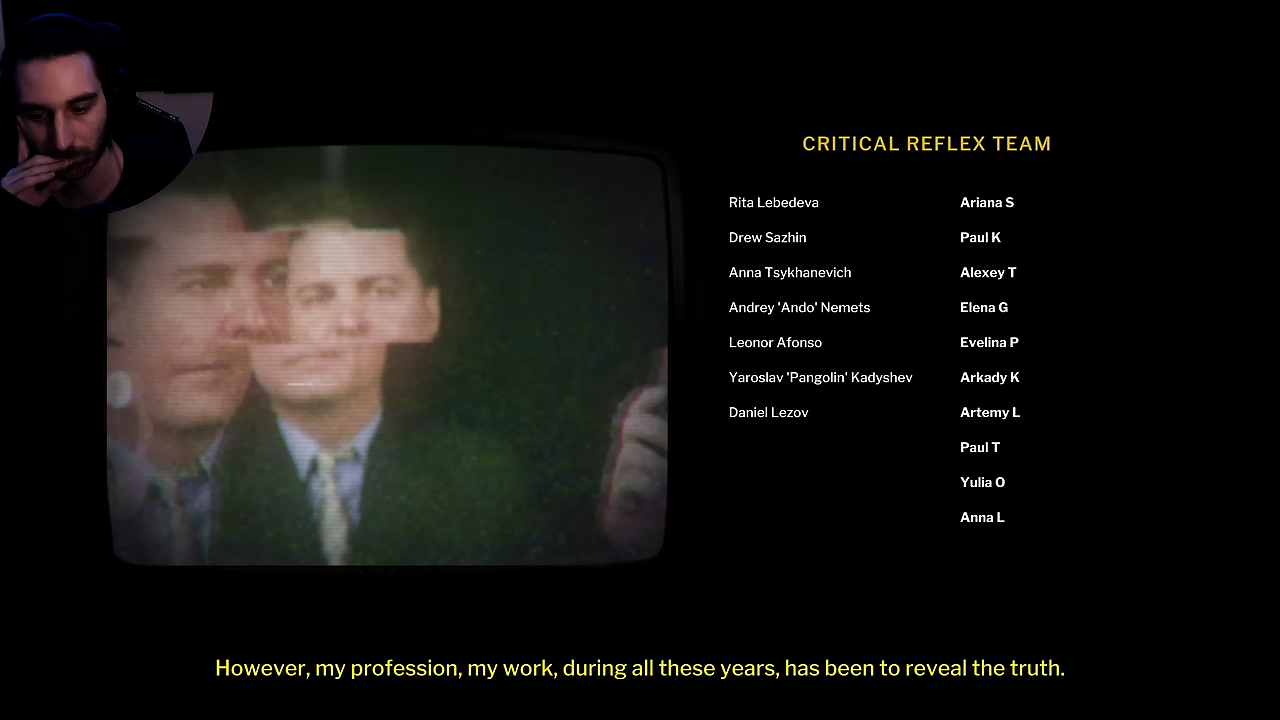 CRITICAL REFLEX TEAM
Rita Lebedeva
Drew Sazhin
Anna Tsykhanevich
Andrey 'Ando' Nemets
Leonor Afonso
Yaroslav 'Pangolin' Kadyshev
Daniel Lezov
Ariana S
Paul K
Alexey T
Elena G
Evelina P
Arkady K
Artemy L
Paul T
Yulia O
Anna L
However, my profession, my work, during all these years, has been to reveal the truth.